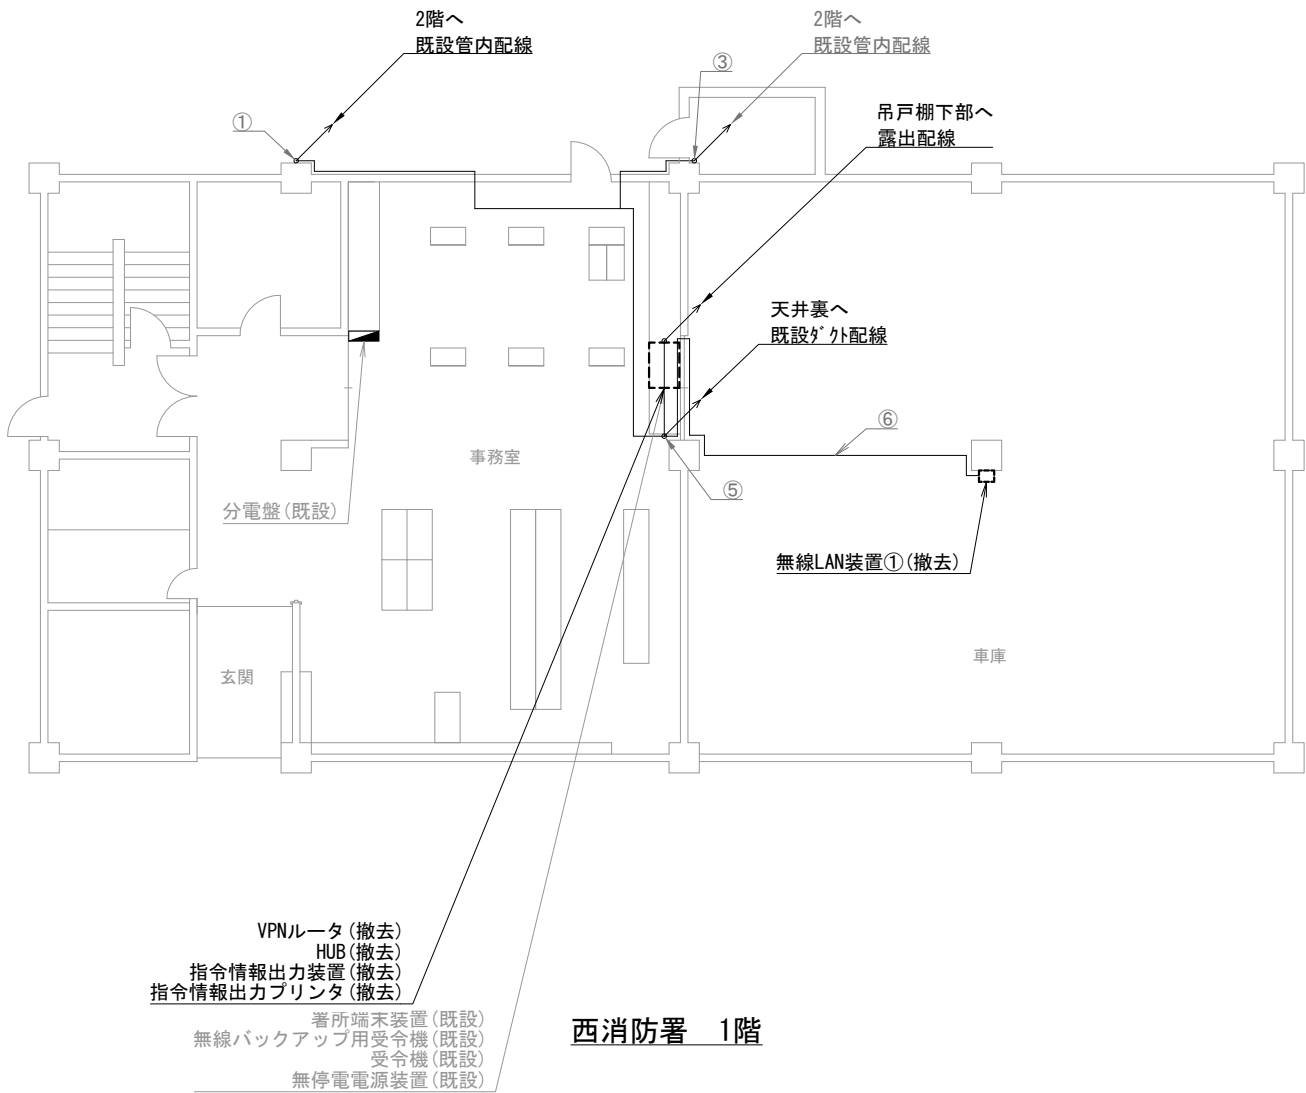 2階へ
既設管内配線
2階へ
既設管内配線
③
①
吊戸棚下部へ
露出配線
天井裏へ
既設ﾀﾞｸﾄ配線
⑥
事務室
⑤
分電盤(既設)
無線LAN装置①(撤去)
車庫
玄関
VPNルータ(撤去)
HUB(撤去)
指令情報出力装置(撤去)
指令情報出力プリンタ(撤去)
署所端末装置(既設)
無線バックアップ用受令機(既設)
受令機(既設)
無停電電源装置(既設)
西消防署　1階